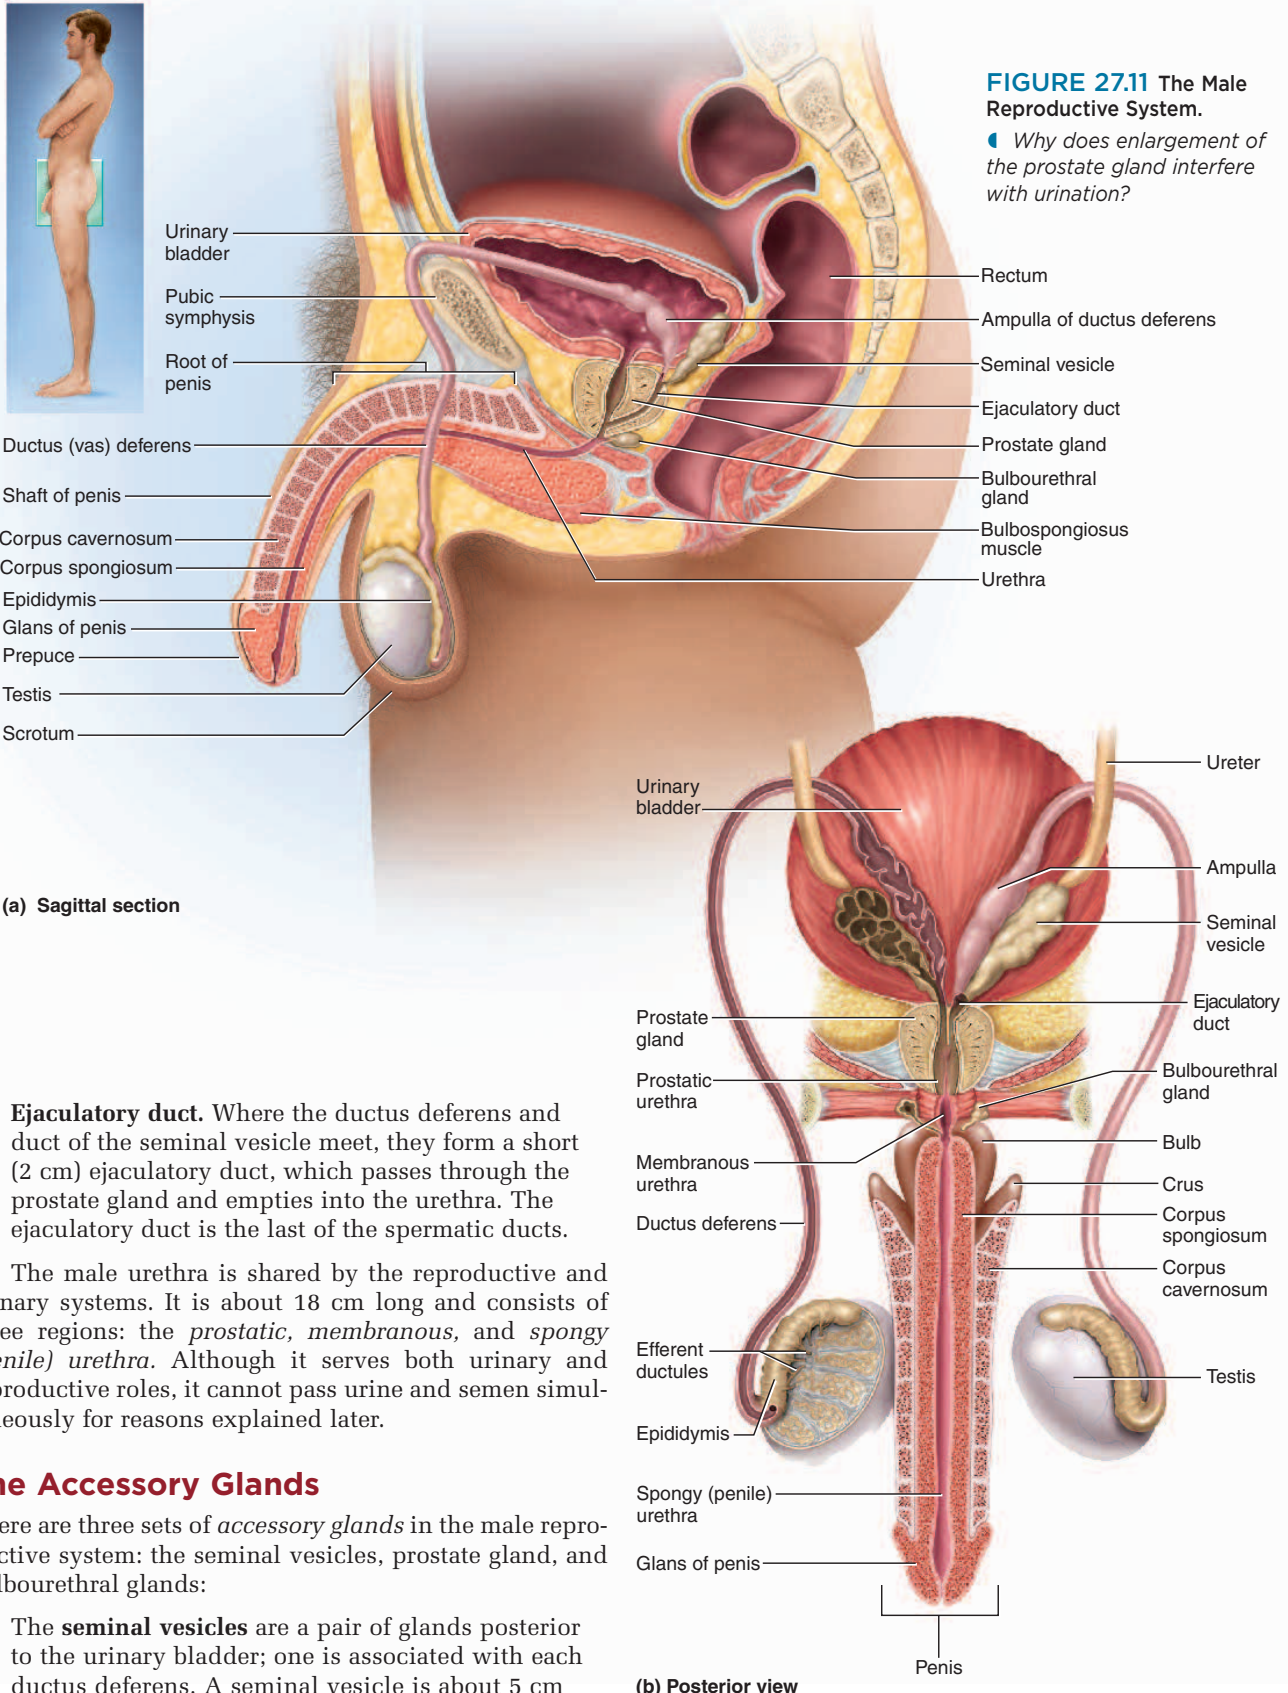 FIGURE 27.11 The Male
Reproductive System.
Why does enlargement of
the prostate gland interfere
with urination?
Urinary
bladder
Pubic
symphysis
Root of
penis
Ductus (vas) deferens
Shaft of penis
Corpus cavernosum
Corpus spongiosum
Epididymis
Glans of penis
Prepuce
Testis
Scrotum
Rectum
Ampulla of ductus deferens
Seminal vesicle
Ejaculatory duct
Prostate gland
Bulbourethral
gland
Bulbospongiosus
muscle
Urethra
(a) Sagittal section
Urinary
bladder
Prostate
gland
Prostatic
urethra
Membranous
urethra
Ductus deferens
Efferent
ductules
Epididymis
Spongy (penile)
urethra
Glans of penis
Ureter
Ampulla
Seminal
vesicle
Ejaculatory
duct
Bulbourethral
gland
Bulb
Crus
Corpus
spongiosum
Corpus
cavernosum
Testis
Penis
(b) Posterior view
Ejaculatory duct. Where the ductus deferens and
duct of the seminal vesicle meet, they form a short
(2 cm) ejaculatory duct, which passes through the
prostate gland and empties into the urethra. The
ejaculatory duct is the last of the spermatic ducts.
The male urethra is shared by the reproductive and
nary systems. It is about 18 cm long and consists of
ee regions: the prostatic, membranous, and spongy
enile) urethra. Although it serves both urinary and
productive roles, it cannot pass urine and semen simul-
neously for reasons explained later.
he Accessory Glands
ere are three sets of accessory glands in the male repro-
ctive system: the seminal vesicles, prostate gland, and
lbourethral glands:
The seminal vesicles are a pair of glands posterior
to the urinary bladder; one is associated with each
ductus deferens. A seminal vesicle is about 5 cm